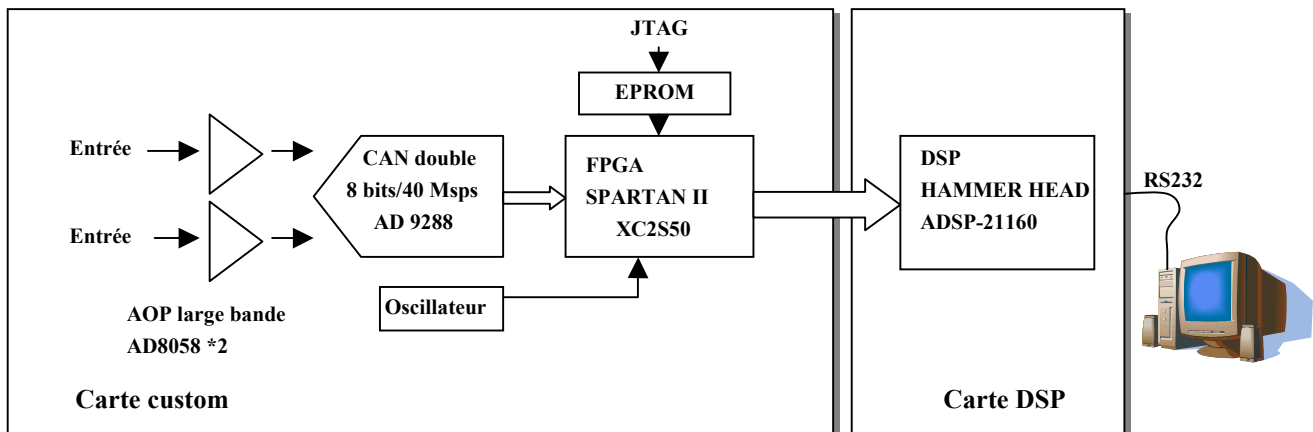 JTAG
EPROM
Entrée
Entrée
CAN double
8 bits/40 Msps
AD 9288
FPGA
SPARTAN II
XC2S50
Oscillateur
AOP large bande
AD8058 *2
Carte custom
DSP
HAMMER HEAD
ADSP-21160
RS232
Carte DSP